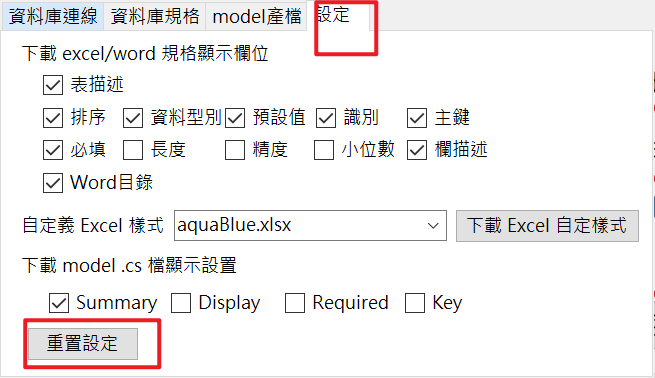 資料庫連線 資料庫規格 model產檔 設定
下載 excel/word 規格顯示欄位
表描述
排序 資料型別 預設值 識別 主鍵
必填 長度 精度 小位數 欄描述
Word目錄
自定義 Excel 樣式 aquaBlue.xlsx 下載 Excel 自定樣式
下載 model .cs 檔顯示設置
Summary Display Required Key
重置設定